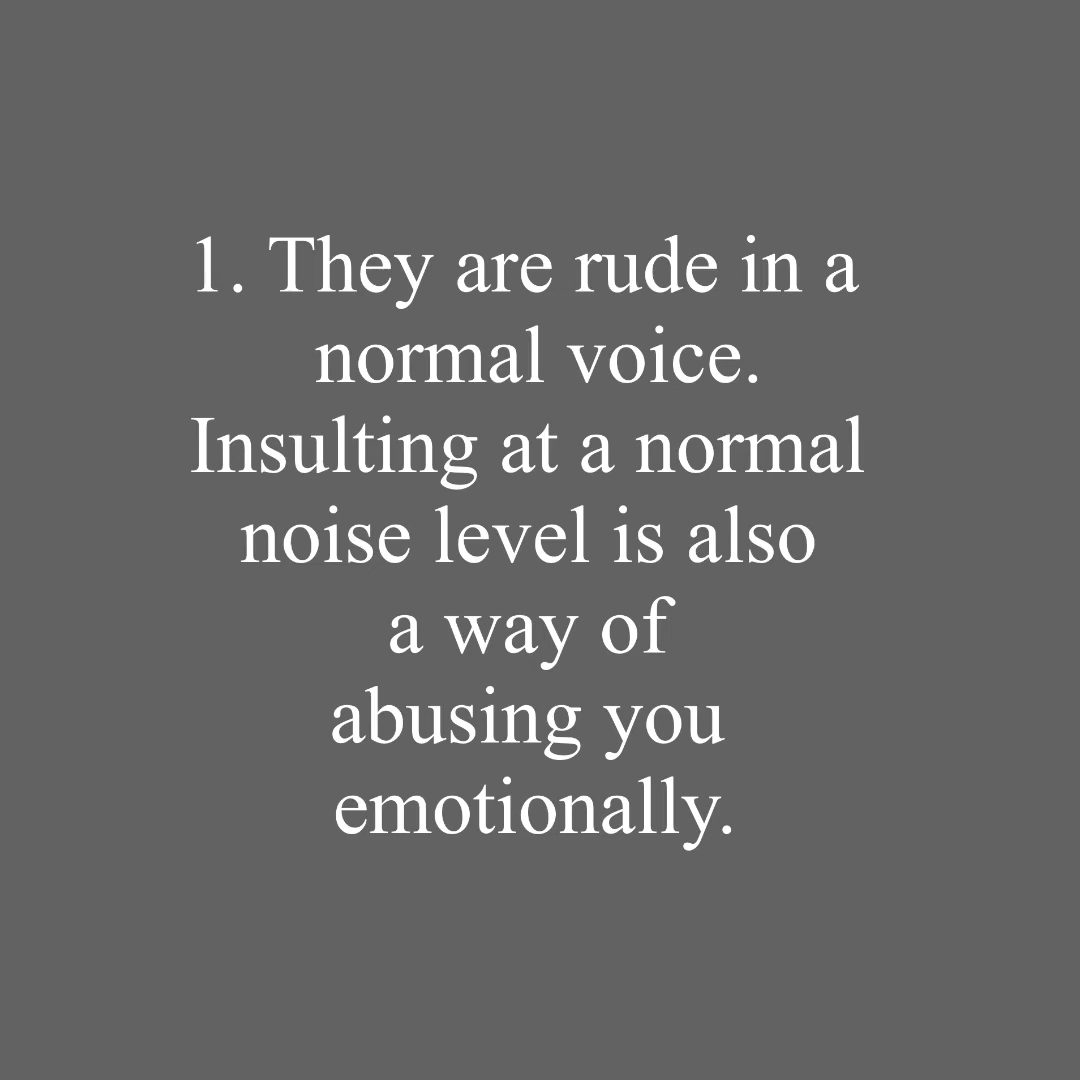 1. They are rude in a
normal voice.
Insulting at a normal
noise level is also
a way of
abusing you
emotionally.